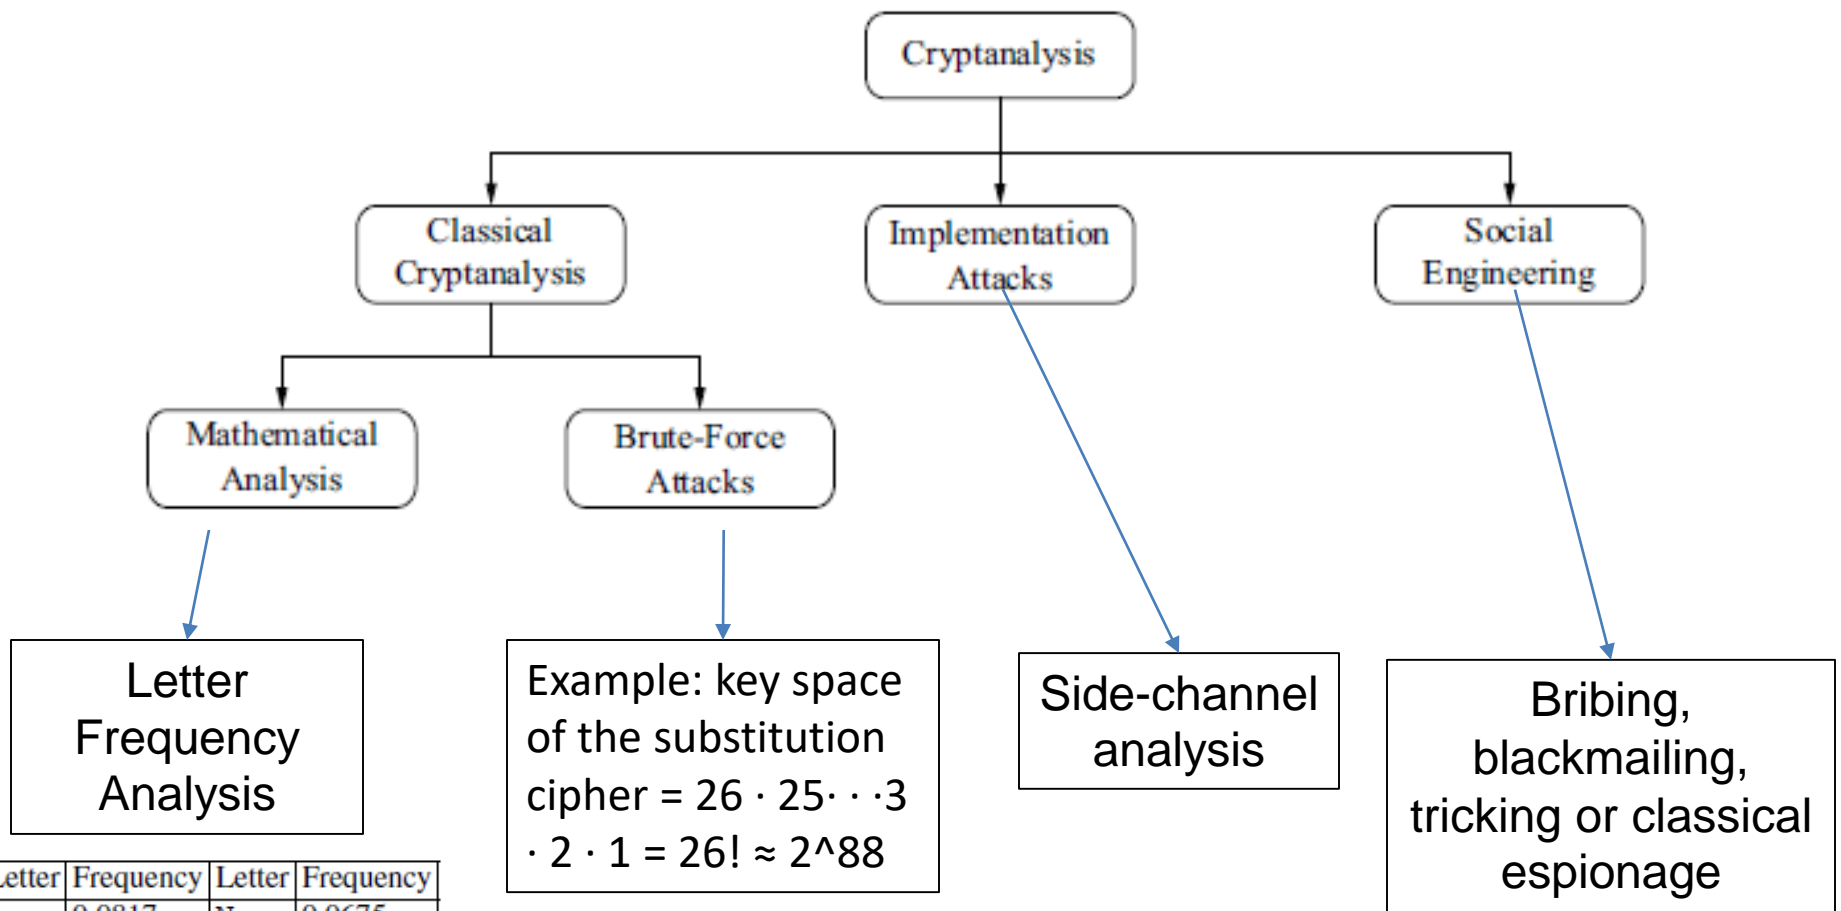 Cryptanalysis
Classical
Cryptanalysis
Implementation
Attacks
Social
Engineering
Mathematical
Analysis
Brute-Force
Attacks
Letter
Frequency
Analysis
Example: key space
of the substitution
cipher = 26 · 25· · ·3
· 2 · 1 = 26! ≈ 2^88
Side-channel
analysis
Bribing,
blackmailing,
tricking or classical
espionage
Letter Frequency Letter Frequency